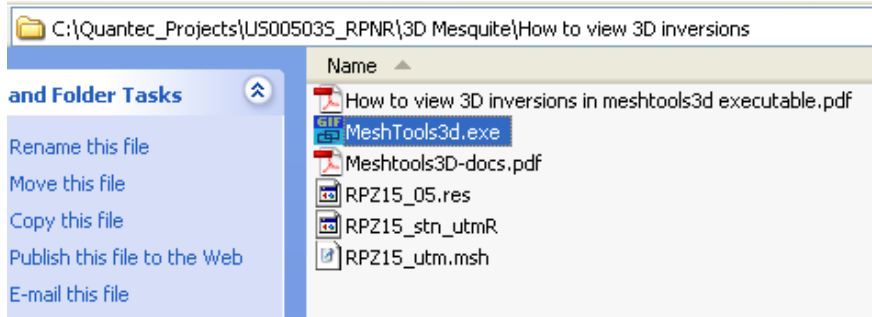 C:\Quantec_Projects\US00503S_RPNR\3D Mesquite\How to view 3D inversions
Name
and Folder Tasks
Rename this file
Move this file
Copy this file
Publish this file to the Web
E-mail this file
How to view 3D inversions in meshtools3d executable.pdf
GIF
MeshTools3d.exe
Meshtools3D-docs.pdf
RPZ15_05.res
RPZ15_stn_utmR
RPZ15_utm.msh